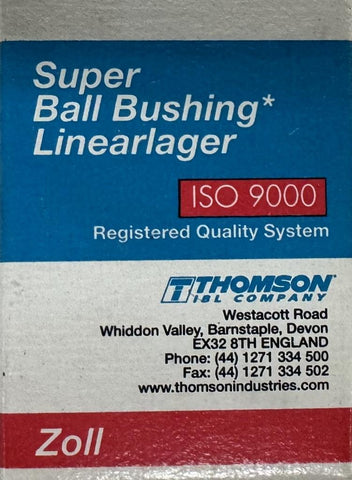 Super
Ball Bushing*
Linearlager
ISO 9000
Registered Quality System
THOMSON
IBL COMPANY
Westacott Road
Whiddon Valley, Barnstaple, Devon
EX32 8TH ENGLAND
Phone: (44) 1271 334 500
Fax: (44) 1271 334 502
www.thomsonindustries.com
Zoll